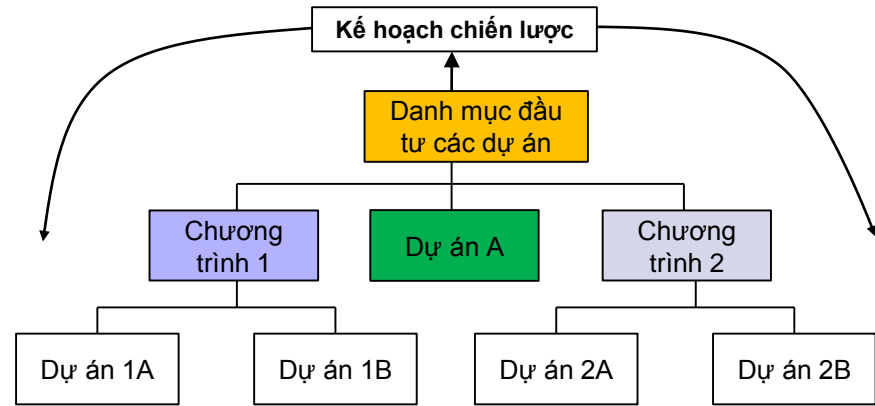 Kế hoạch chiến lược
Danh mục đầu
tư các dự án
Chương
trình 1
Dự án A
Chương
trình 2
Dự án 1A
Dự án 1B
Dự án 2A
Dự án 2B